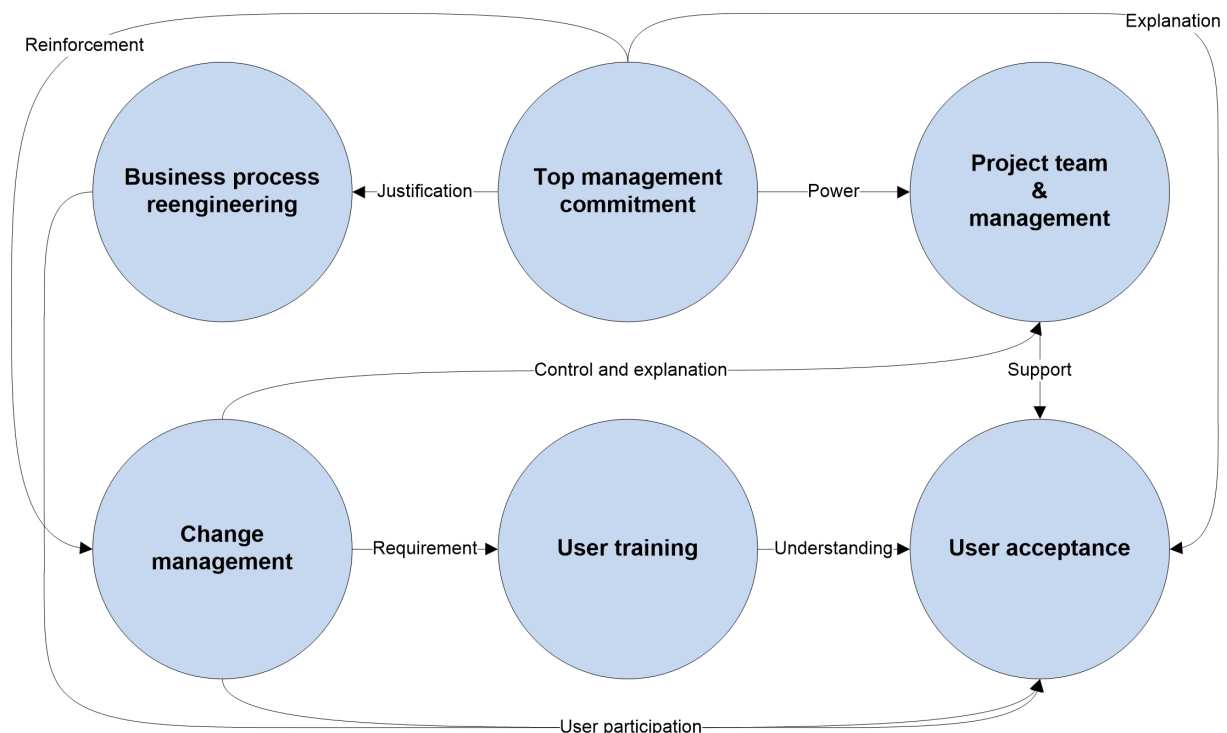 Explanation
Reinforcement
Business process
reengineering
Justification
Top management
commitment
Power
Project team
&
management
Control and explanation
Support
Change
management
Requirement
User training
Understanding
User acceptance
User participation